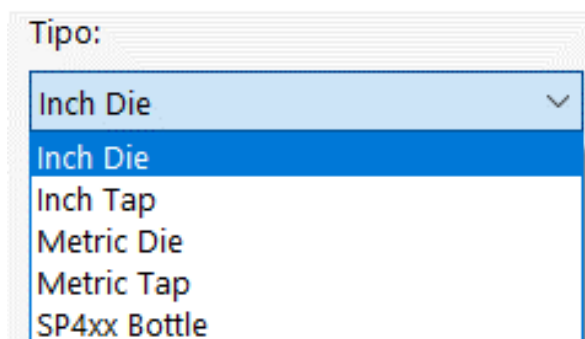 Tipo:
Inch Die
Inch Die
Inch Tap
Metric Die
Metric Tap
SP4xx Bottle